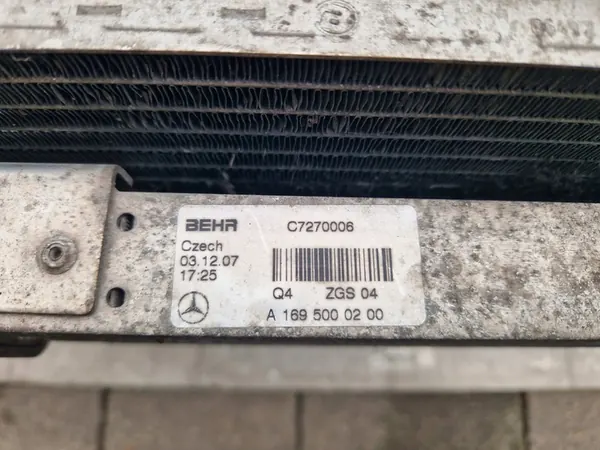 BEHR C7270006
Czech
03.12.07
17:25
Q4 ZGS 04
A 169 500 02 00